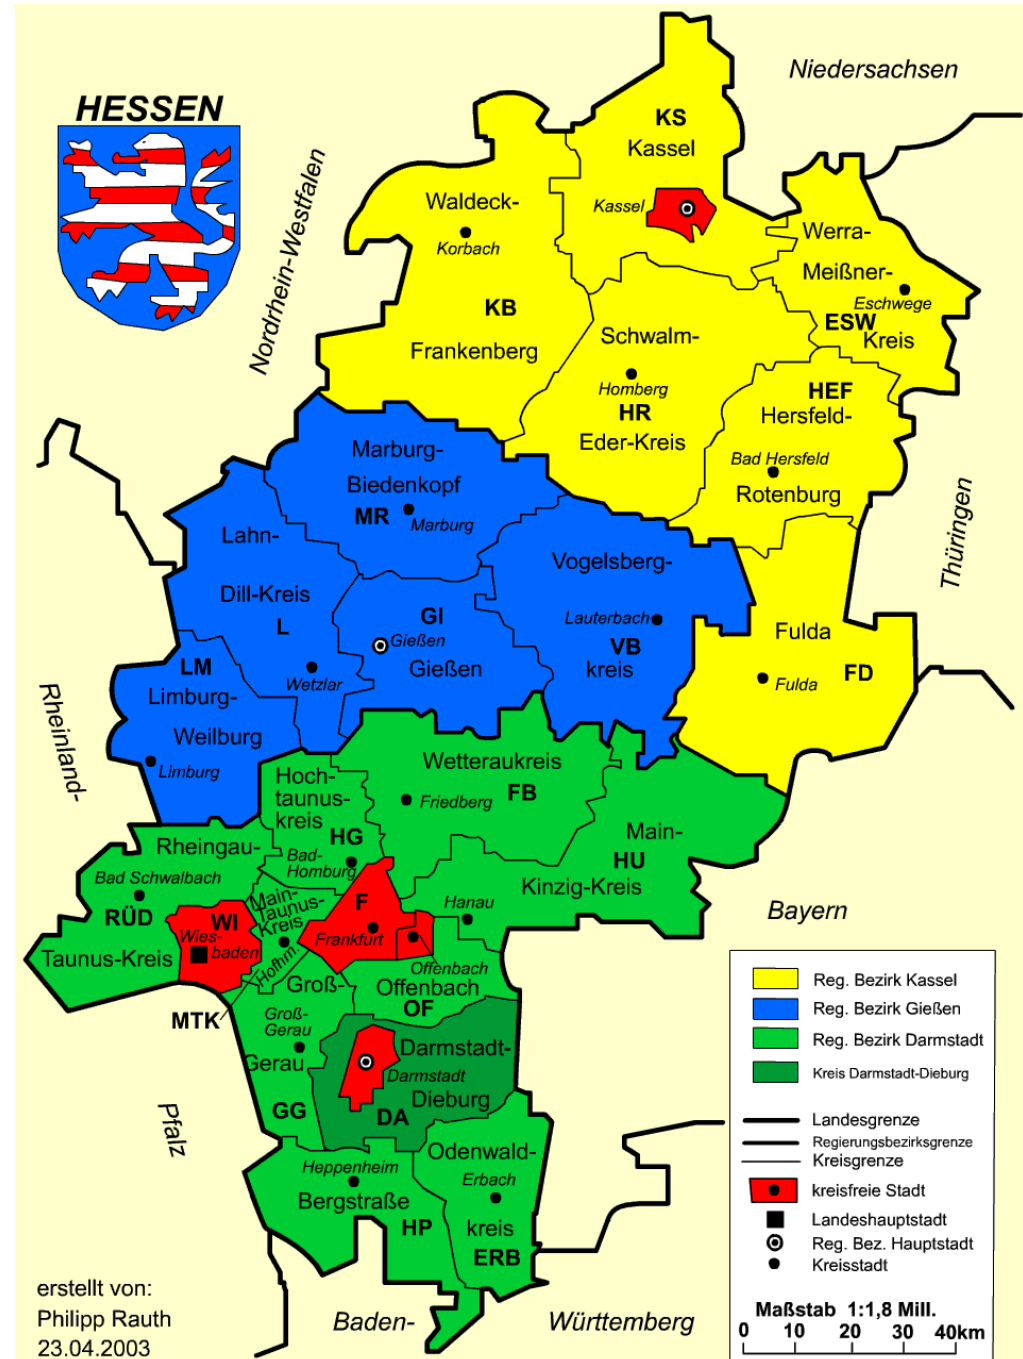 HESSEN
Niedersachsen
Nordrhein-Westfalen
Thüringen
Bayern
Rheinland-
Pfalz
Baden-
Württemberg
KS
Kassel
Kassel
Waldeck-
Korbach
KB
Frankenberg
Werra-
Meißner-
Eschwege
ESW
Kreis
Schwalm-
Homberg
HR
Eder-Kreis
HEF
Hersfeld-
Bad Hersfeld
Rotenburg
Marburg-
Biedenkopf
MR
Marburg
Lahn-
Dill-Kreis
L
Wetzlar
GI
Gießen
Gießen
Vogelsberg-
Lauterbach
VB
kreis
Fulda
FD
Fulda
LM
Limburg-
Weilburg
Limburg
Hoch-
taunus-
kreis
HG
Bad-
Homburg
Wetteraukreis
Friedberg
FB
Main-
HU
Kinzig-Kreis
Hanau
Rheingau-
Bad Schwalbach
RÜD
Taunus-Kreis
WI
Wies-
baden
Main-
Taunus-
Kreis
Hofhm.
MTK
F
Frankfurt
Offenbach
Offenbach
OF
Groß-
Groß-
Gerau
Gerau
GG
Darmstadt-
Darmstadt
Dieburg
DA
Odenwald-
Erbach
kreis
ERB
Heppenheim
Bergstraße
HP
Reg. Bezirk Kassel
Reg. Bezirk Gießen
Reg. Bezirk Darmstadt
Kreis Darmstadt-Dieburg
Landesgrenze
Regierungsbezirksgrenze
Kreisgrenze
kreisfreie Stadt
Landeshauptstadt
Reg. Bez. Hauptstadt
Kreisstadt
Maßstab 1:1,8 Mill.
0 10 20 30 40km
erstellt von:
Philipp Rauth
23.04.2003